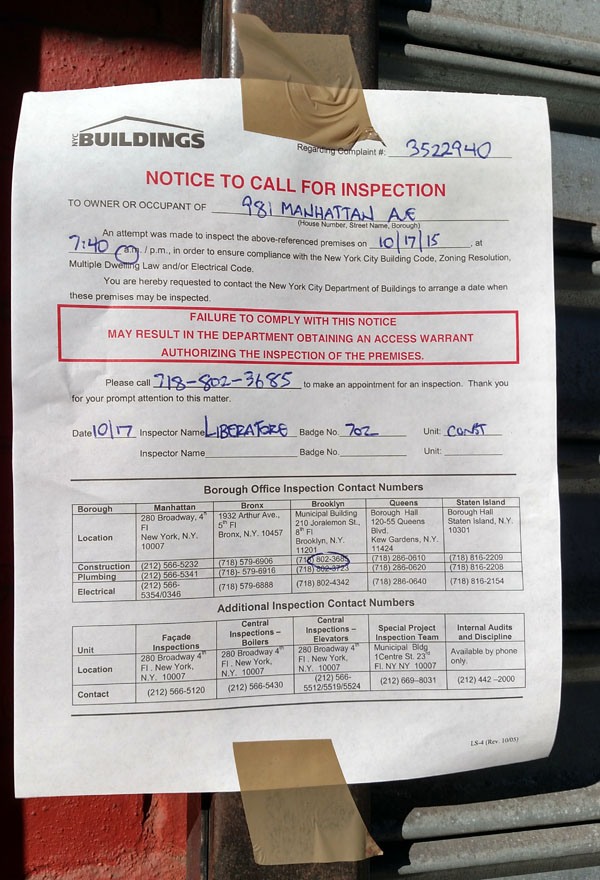 NYC BUILDINGS
Regarding Complaint #: 3522940
NOTICE TO CALL FOR INSPECTION
TO OWNER OR OCCUPANT OF 981 MANHATTAN AVE
(House Number, Street Name, Borough)
An attempt was made to inspect the above-referenced premises on 10/17/15, at
7:40 a.m. / p.m., in order to ensure compliance with the New York City Building Code, Zoning Resolution,
Multiple Dwelling Law and/or Electrical Code.
You are hereby requested to contact the New York City Department of Buildings to arrange a date when
these premises may be inspected.
FAILURE TO COMPLY WITH THIS NOTICE
MAY RESULT IN THE DEPARTMENT OBTAINING AN ACCESS WARRANT
AUTHORIZING THE INSPECTION OF THE PREMISES.
Please call 718-802-3685 to make an appointment for an inspection. Thank you
for your prompt attention to this matter.
Date 10/17 Inspector Name LIBERATORE Badge No. 702 Unit: CONST
Inspector Name Badge No. Unit:
Borough Office Inspection Contact Numbers
Borough Manhattan Bronx Brooklyn Queens Staten Island
Location
280 Broadway, 4th
Fl
New York, N.Y.
10007
1932 Arthur Ave.,
5th Fl
Bronx, N.Y. 10457
Municipal Building
210 Joralemon St.,
8th Fl
Brooklyn, N.Y.
11201
Borough Hall
120-55 Queens
Blvd.
Kew Gardens, N.Y.
11424
Borough Hall
Staten Island, N.Y.
10301
Construction (212) 566-5232 (718) 579-6906 (718) 802-3685 (718) 286-0610 (718) 816-2209
Plumbing (212) 566-5341 (718)- 579-6916 (718) 802-3723 (718) 286-0620 (718) 816-2208
Electrical (212) 566-
5354/0346 (718) 579-6888 (718) 802-4342 (718) 286-0640 (718) 816-2154
Additional Inspection Contact Numbers
Unit
Façade
Inspections
Central
Inspections –
Boilers
Central
Inspections –
Elevators
Special Project
Inspection Team
Internal Audits
and Discipline
Location
280 Broadway 4th
Fl . New York,
N.Y. 10007
280 Broadway 4th
Fl . New York,
N.Y. 10007
280 Broadway 4th
Fl . New York,
N.Y. 10007
Municipal Bldg
1Centre St. 23rd
Fl. NY NY 10007
Available by phone
only.
Contact (212) 566-5120 (212) 566-5430 (212) 566-
5512/5519/5524 (212) 669–8031 (212) 442 –2000
LS-4 (Rev. 10/05)